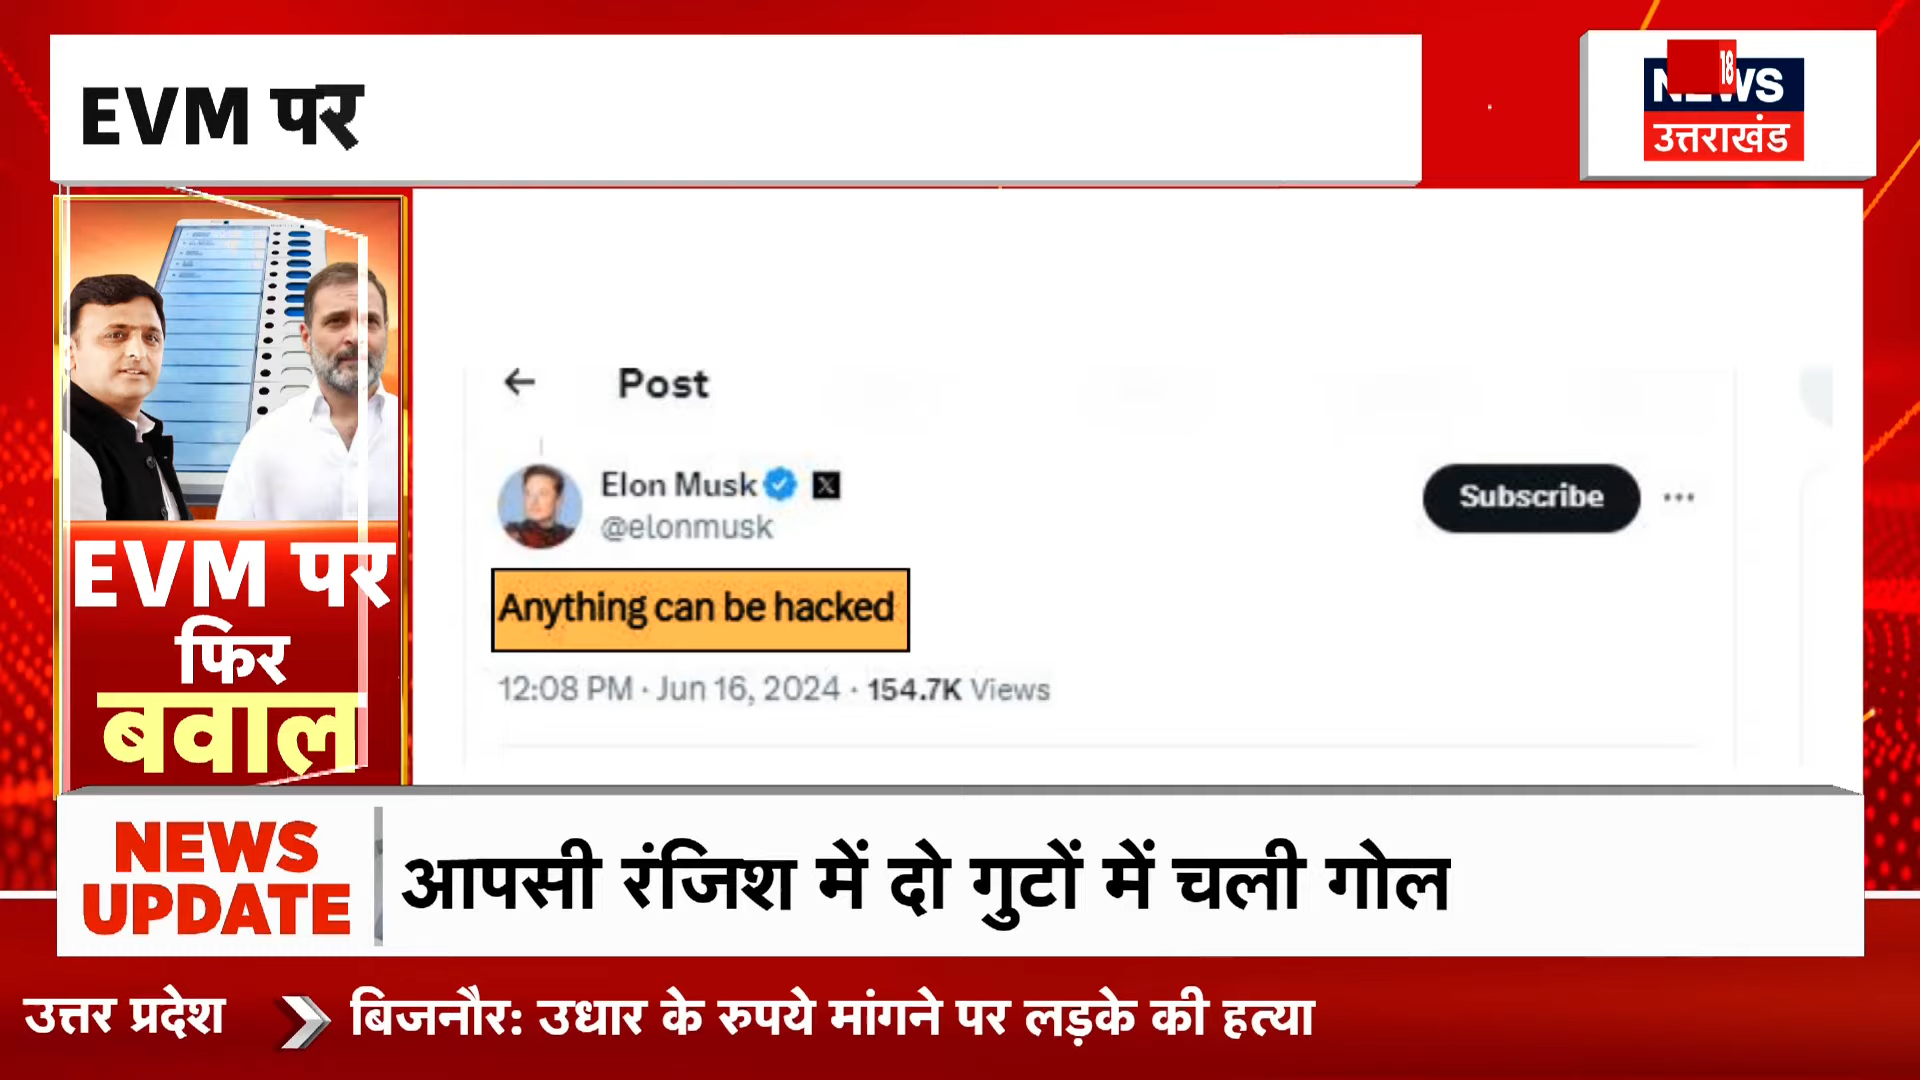 EVM पर
NEWS
18
उत्तराखंड
EVM पर
फिर
बवाल
Post
Elon Musk
@elonmusk
Subscribe
Anything can be hacked
12:08 PM · Jun 16, 2024 · 154.7K Views
NEWS
UPDATE
आपसी रंजिश में दो गुटों में चली गोल
उत्तर प्रदेश
बिजनौर: उधार के रुपये मांगने पर लड़के की हत्या